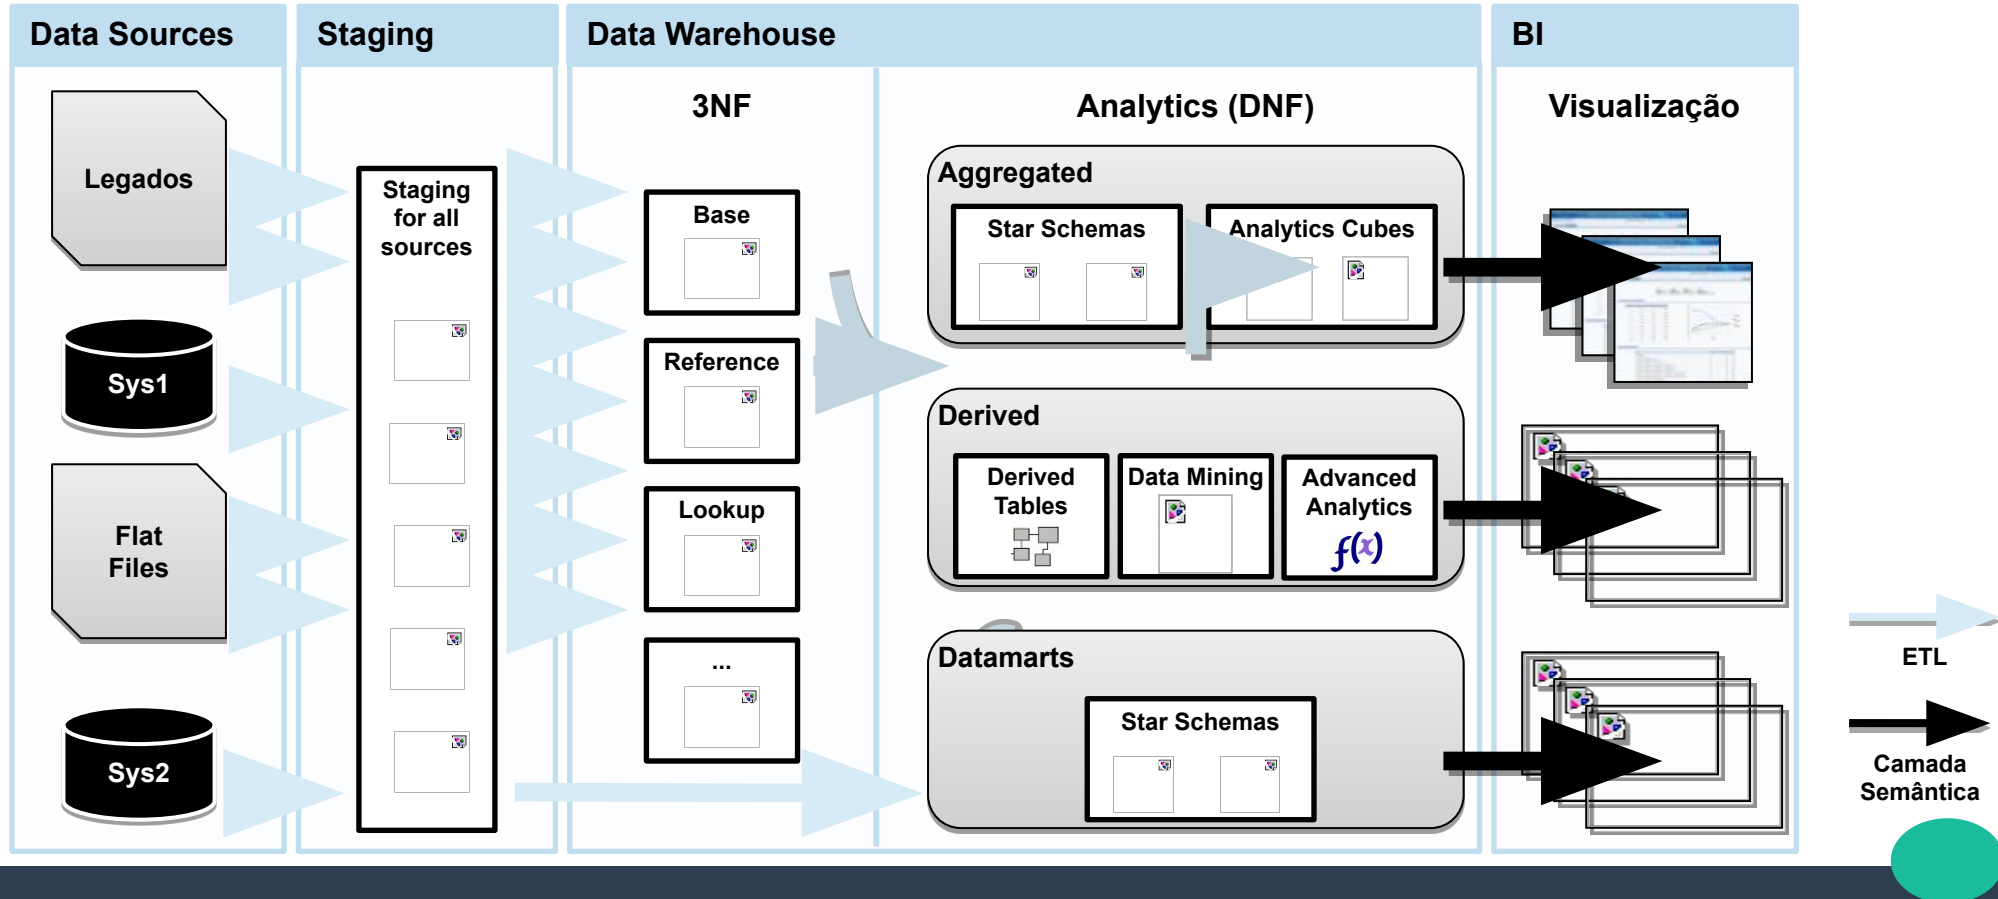 Data Sources
Staging
Data Warehouse
BI
3NF
Analytics (DNF)
Visualização
Legados
Sys1
Flat
Files
Sys2
Staging
for all
sources
Base
Reference
Lookup
...
Aggregated
Star Schemas
Analytics Cubes
Derived
Derived
Tables
Data Mining
Advanced
Analytics
f(x)
Datamarts
Star Schemas
ETL
Camada
Semântica